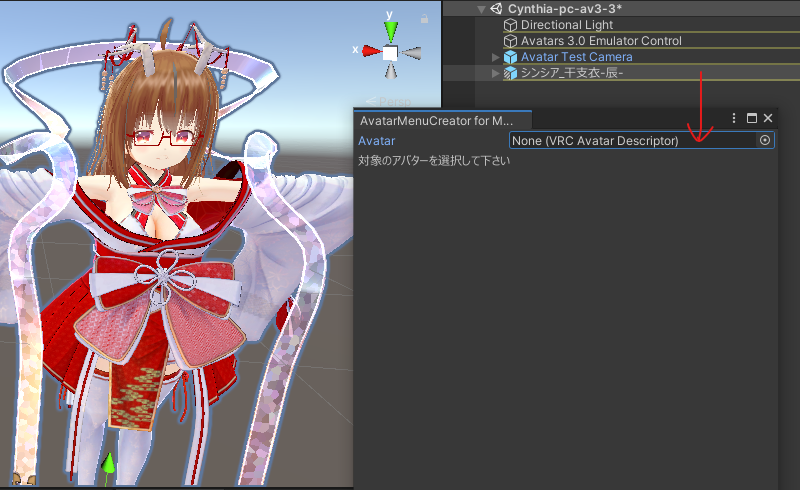 Cynthia-pc-av3-3*
Directional Light
Avatars 3.0 Emulator Control
Avatar Test Camera
シンシア_干支衣-辰-
y
x
Persp
AvatarMenuCreator for M...
Avatar
None (VRC Avatar Descriptor)
対象のアバターを選択して下さい